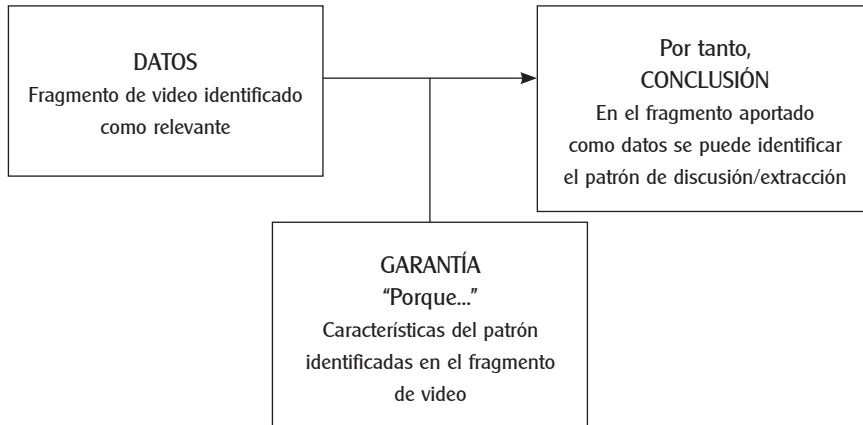 DATOS
Fragmento de video identificado
como relevante
Por tanto,
CONCLUSIÓN
En el fragmento aportado
como datos se puede identificar
el patrón de discusión/extracción
GARANTÍA
“Porque...”
Características del patrón
identificadas en el fragmento
de video